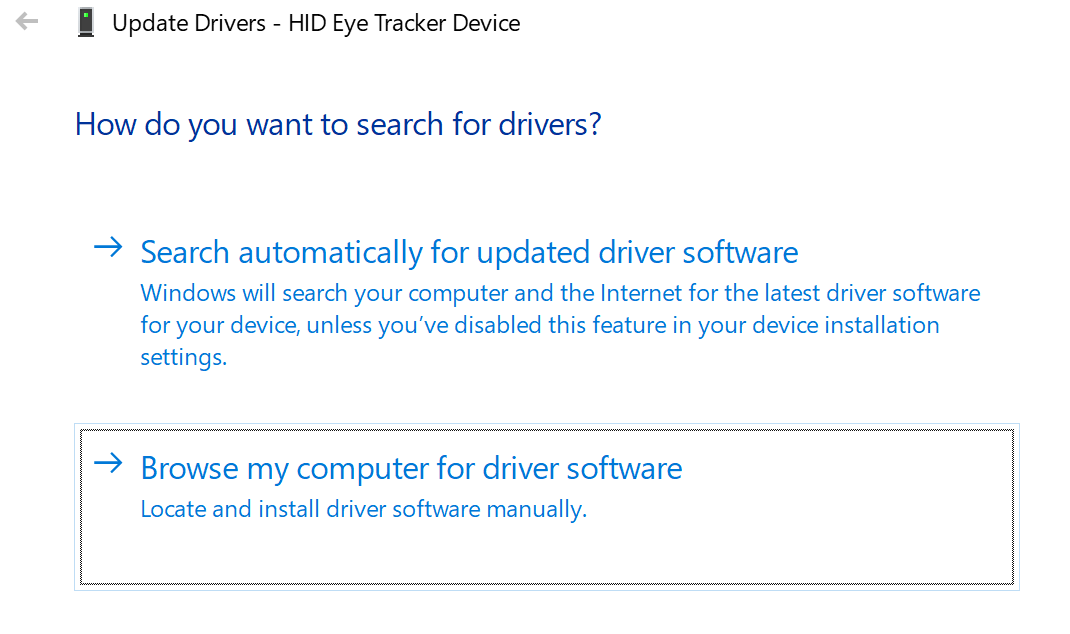 Update Drivers - HID Eye Tracker Device
How do you want to search for drivers?
Search automatically for updated driver software
Windows will search your computer and the Internet for the latest driver software
for your device, unless you’ve disabled this feature in your device installation
settings.
Browse my computer for driver software
Locate and install driver software manually.